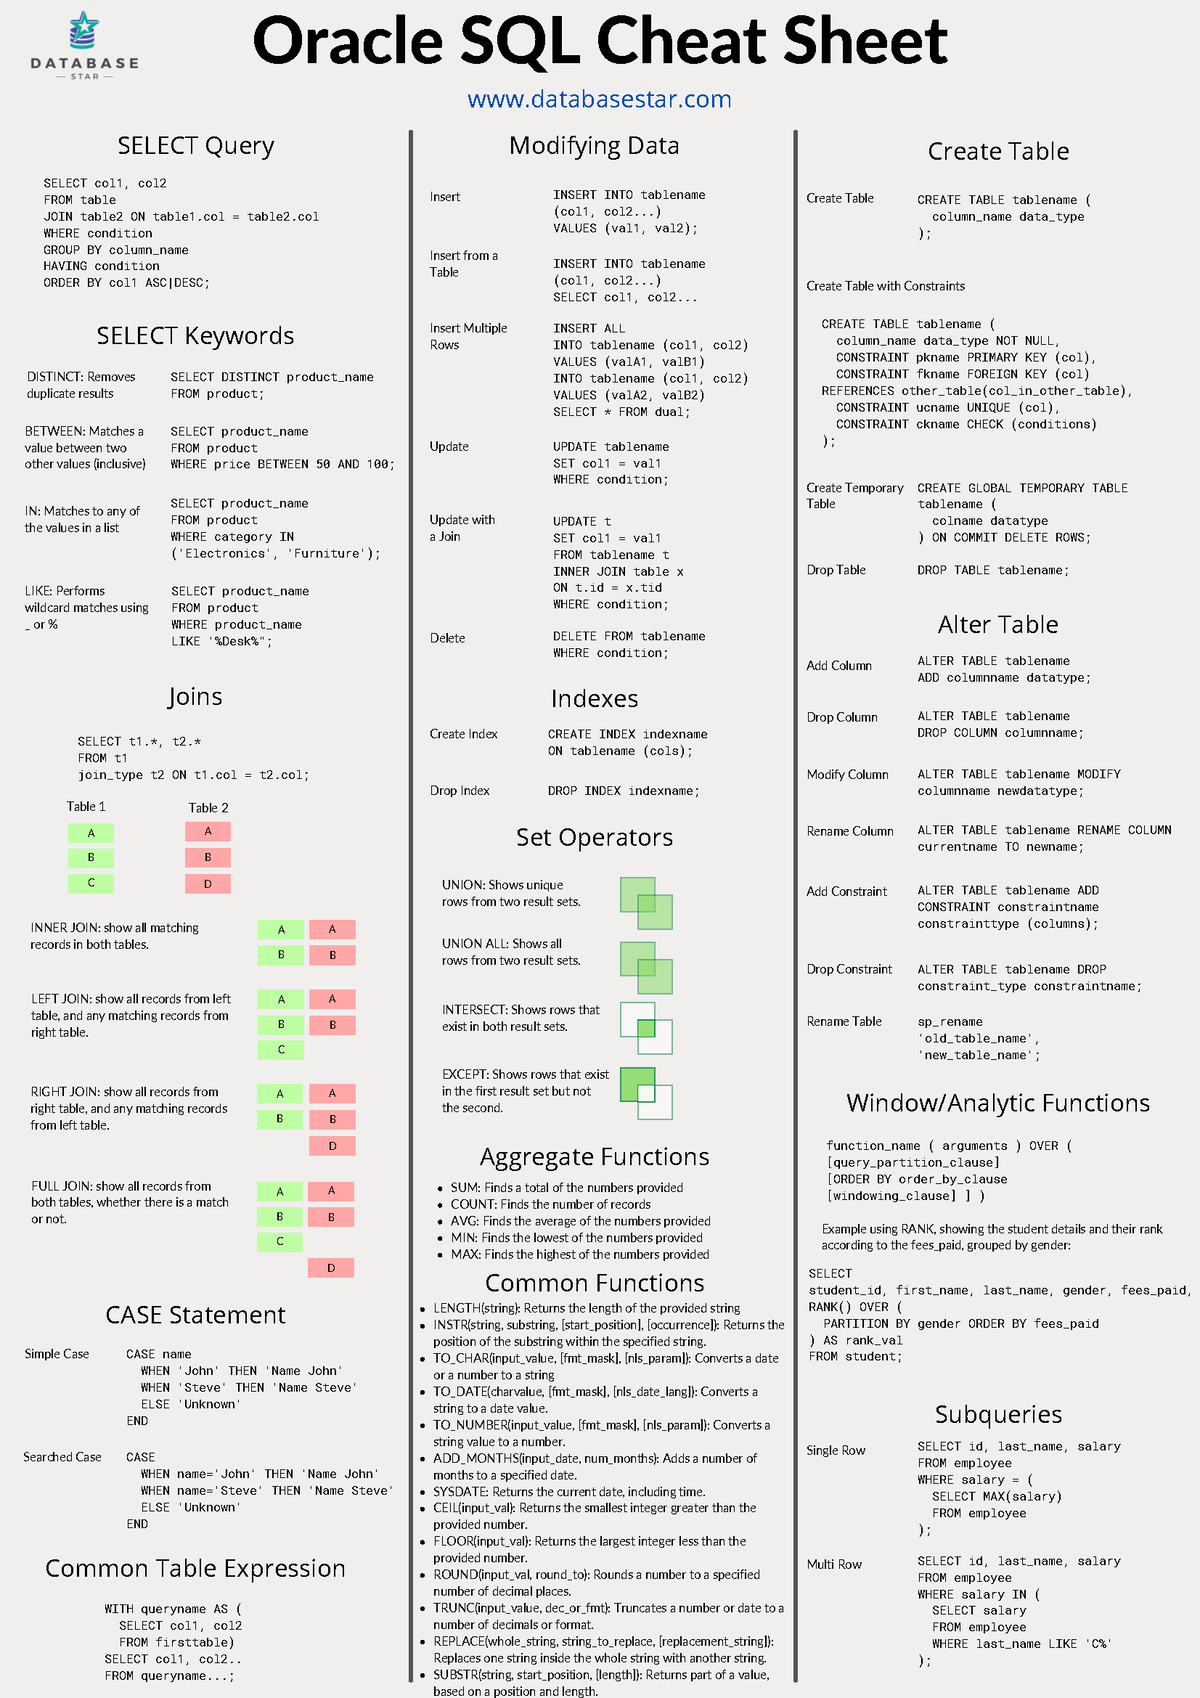 DATABASE
STAR
Oracle SQL Cheat Sheet
www.databasestar.com
SELECT Query
SELECT col1, col2
FROM table
JOIN table2 ON table1.col = table2.col
WHERE condition
GROUP BY column_name
HAVING condition
ORDER BY col1 ASC|DESC;
SELECT Keywords
DISTINCT: Removes
duplicate results
SELECT DISTINCT product_name
FROM product;
BETWEEN: Matches a
value between two
other values (inclusive)
SELECT product_name
FROM product
WHERE price BETWEEN 50 AND 100;
IN: Matches to any of
the values in a list
SELECT product_name
FROM product
WHERE category IN
('Electronics', 'Furniture');
LIKE: Performs
wildcard matches using
_ or %
SELECT product_name
FROM product
WHERE product_name
LIKE '%Desk%";
Joins
SELECT t1.*, t2.*
FROM t1
join_type t2 ON t1.col = t2.col;
Table 1 Table 2
A A
B B
C D
INNER JOIN: show all matching
records in both tables.
A A
B B
LEFT JOIN: show all records from left
table, and any matching records from
right table.
A A
B B
C
RIGHT JOIN: show all records from
right table, and any matching records
from left table.
A A
B B
D
FULL JOIN: show all records from
both tables, whether there is a match
or not.
A A
B B
C
D
CASE Statement
Simple Case
CASE name
WHEN 'John' THEN 'Name John'
WHEN 'Steve' THEN 'Name Steve'
ELSE 'Unknown'
END
Searched Case
CASE
WHEN name='John' THEN 'Name John'
WHEN name='Steve' THEN 'Name Steve'
ELSE 'Unknown'
END
Common Table Expression
WITH queryname AS (
SELECT col1, col2
FROM firsttable)
SELECT col1, col2..
FROM queryname...;
Modifying Data
Insert
INSERT INTO tablename
(col1, col2...)
VALUES (val1, val2);
Insert from a
Table
INSERT INTO tablename
(col1, col2...)
SELECT col1, col2...
Insert Multiple
Rows
INSERT ALL
INTO tablename (col1, col2)
VALUES (valA1, valB1)
INTO tablename (col1, col2)
VALUES (valA2, valB2)
SELECT * FROM dual;
Update
UPDATE tablename
SET col1 = val1
WHERE condition;
Update with
a Join
UPDATE t
SET col1 = val1
FROM tablename t
INNER JOIN table x
ON t.id = x.tid
WHERE condition;
Delete
DELETE FROM tablename
WHERE condition;
Indexes
Create Index
CREATE INDEX indexname
ON tablename (cols);
Drop Index
DROP INDEX indexname;
Set Operators
UNION: Shows unique
rows from two result sets.
UNION ALL: Shows all
rows from two result sets.
INTERSECT: Shows rows that
exist in both result sets.
EXCEPT: Shows rows that exist
in the first result set but not
the second.
Aggregate Functions
• SUM: Finds a total of the numbers provided
• COUNT: Finds the number of records
• AVG: Finds the average of the numbers provided
• MIN: Finds the lowest of the numbers provided
• MAX: Finds the highest of the numbers provided
Common Functions
• LENGTH(string): Returns the length of the provided string
• INSTR(string, substring, [start_position], [occurrence]): Returns the
position of the substring within the specified string.
• TO_CHAR(input_value, [fmt_mask], [nls_param]): Converts a date
or a number to a string
• TO_DATE(charvalue, [fmt_mask], [nls_date_lang]): Converts a
string to a date value.
• TO_NUMBER(input_value, [fmt_mask], [nls_param]): Converts a
string value to a number.
• ADD_MONTHS(input_date, num_months): Adds a number of
months to a specified date.
• SYSDATE: Returns the current date, including time.
• CEIL(input_val): Returns the smallest integer greater than the
provided number.
• FLOOR(input_val): Returns the largest integer less than the
provided number.
• ROUND(input_val, round_to): Rounds a number to a specified
number of decimal places.
• TRUNC(input_value, dec_or_fmt): Truncates a number or date to a
number of decimals or format.
• REPLACE(whole_string, string_to_replace, [replacement_string]):
Replaces one string inside the whole string with another string.
• SUBSTR(string, start_position, [length]): Returns part of a value,
based on a position and length.
Create Table
Create Table
CREATE TABLE tablename (
column_name data_type
);
Create Table with Constraints
CREATE TABLE tablename (
column_name data_type NOT NULL,
CONSTRAINT pkname PRIMARY KEY (col),
CONSTRAINT fkname FOREIGN KEY (col)
REFERENCES other_table(col_in_other_table),
CONSTRAINT ucname UNIQUE (col),
CONSTRAINT ckname CHECK (conditions)
);
Create Temporary
Table
CREATE GLOBAL TEMPORARY TABLE
tablename (
colname datatype
) ON COMMIT DELETE ROWS;
Drop Table
DROP TABLE tablename;
Alter Table
Add Column
ALTER TABLE tablename
ADD columnname datatype;
Drop Column
ALTER TABLE tablename
DROP COLUMN columnname;
Modify Column
ALTER TABLE tablename MODIFY
columnname newdatatype;
Rename Column
ALTER TABLE tablename RENAME COLUMN
currentname TO newname;
Add Constraint
ALTER TABLE tablename ADD
CONSTRAINT constraintname
constrainttype (columns);
Drop Constraint
ALTER TABLE tablename DROP
constraint_type constraintname;
Rename Table
sp_rename
'old_table_name',
'new_table_name';
Window/Analytic Functions
function_name ( arguments ) OVER (
[query_partition_clause]
[ORDER BY order_by_clause
[windowing_clause] ] )
Example using RANK, showing the student details and their rank
according to the fees_paid, grouped by gender:
SELECT
student_id, first_name, last_name, gender, fees_paid,
RANK() OVER (
PARTITION BY gender ORDER BY fees_paid
) AS rank_val
FROM student;
Subqueries
Single Row
SELECT id, last_name, salary
FROM employee
WHERE salary = (
SELECT MAX(salary)
FROM employee
);
Multi Row
SELECT id, last_name, salary
FROM employee
WHERE salary IN (
SELECT salary
FROM employee
WHERE last_name LIKE 'C%'
);